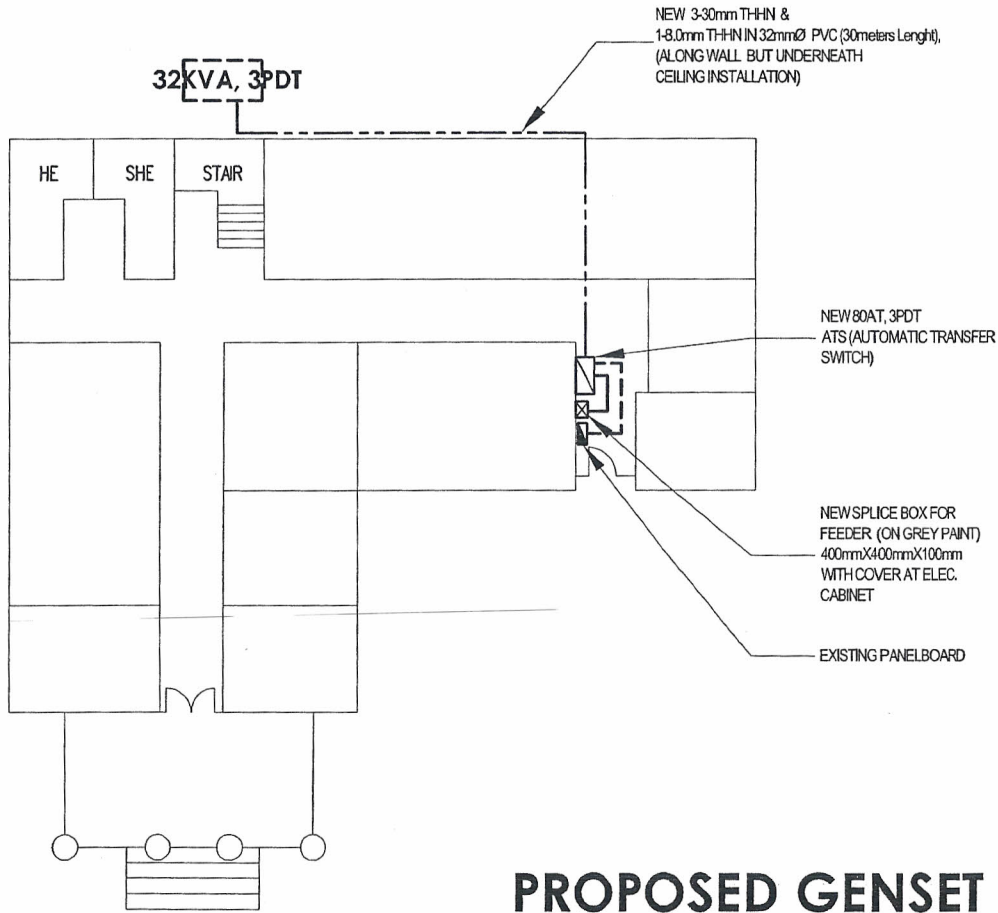 NEW 3-30mm THHN &
1-8.0mm THHN IN 32mmØ PVC (30meters Lenght),
(ALONG WALL BUT UNDERNEATH
CEILING INSTALLATION)
32KVA, 3PDT
HE
SHE
STAIR
NEW 80AT, 3PDT
ATS (AUTOMATIC TRANSFER
SWITCH)
NEW SPLICE BOX FOR
FEEDER (ON GREY PAINT)
400mmX400mmX100mm
WITH COVER AT ELEC.
CABINET
EXISTING PANELBOARD
PROPOSED GENSET